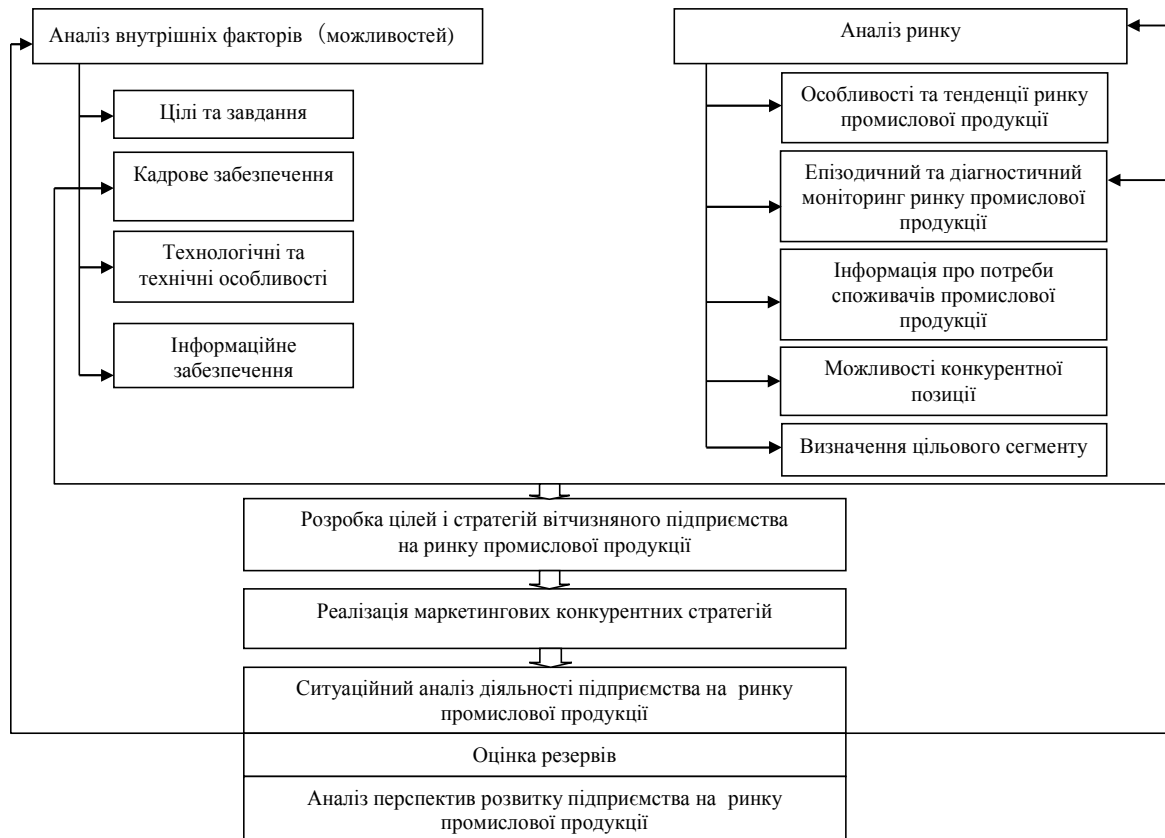 Аналіз внутрішніх факторів (можливостей)
Цілі та завдання
Кадрове забезпечення
Технологічні та
технічні особливості
Інформаційне
забезпечення
Аналіз ринку
Особливості та тенденції ринку
промислової продукції
Епізодичний та діагностичний
моніторинг ринку промислової
продукції
Інформація про потреби
споживачів промислової
продукції
Можливості конкурентної
позиції
Визначення цільового сегменту
Розробка цілей і стратегій вітчизняного підприємства
на ринку промислової продукції
Реалізація маркетингових конкурентних стратегій
Ситуаційний аналіз діяльності підприємства на ринку
промислової продукції
Оцінка резервів
Аналіз перспектив розвитку підприємства на ринку
промислової продукції